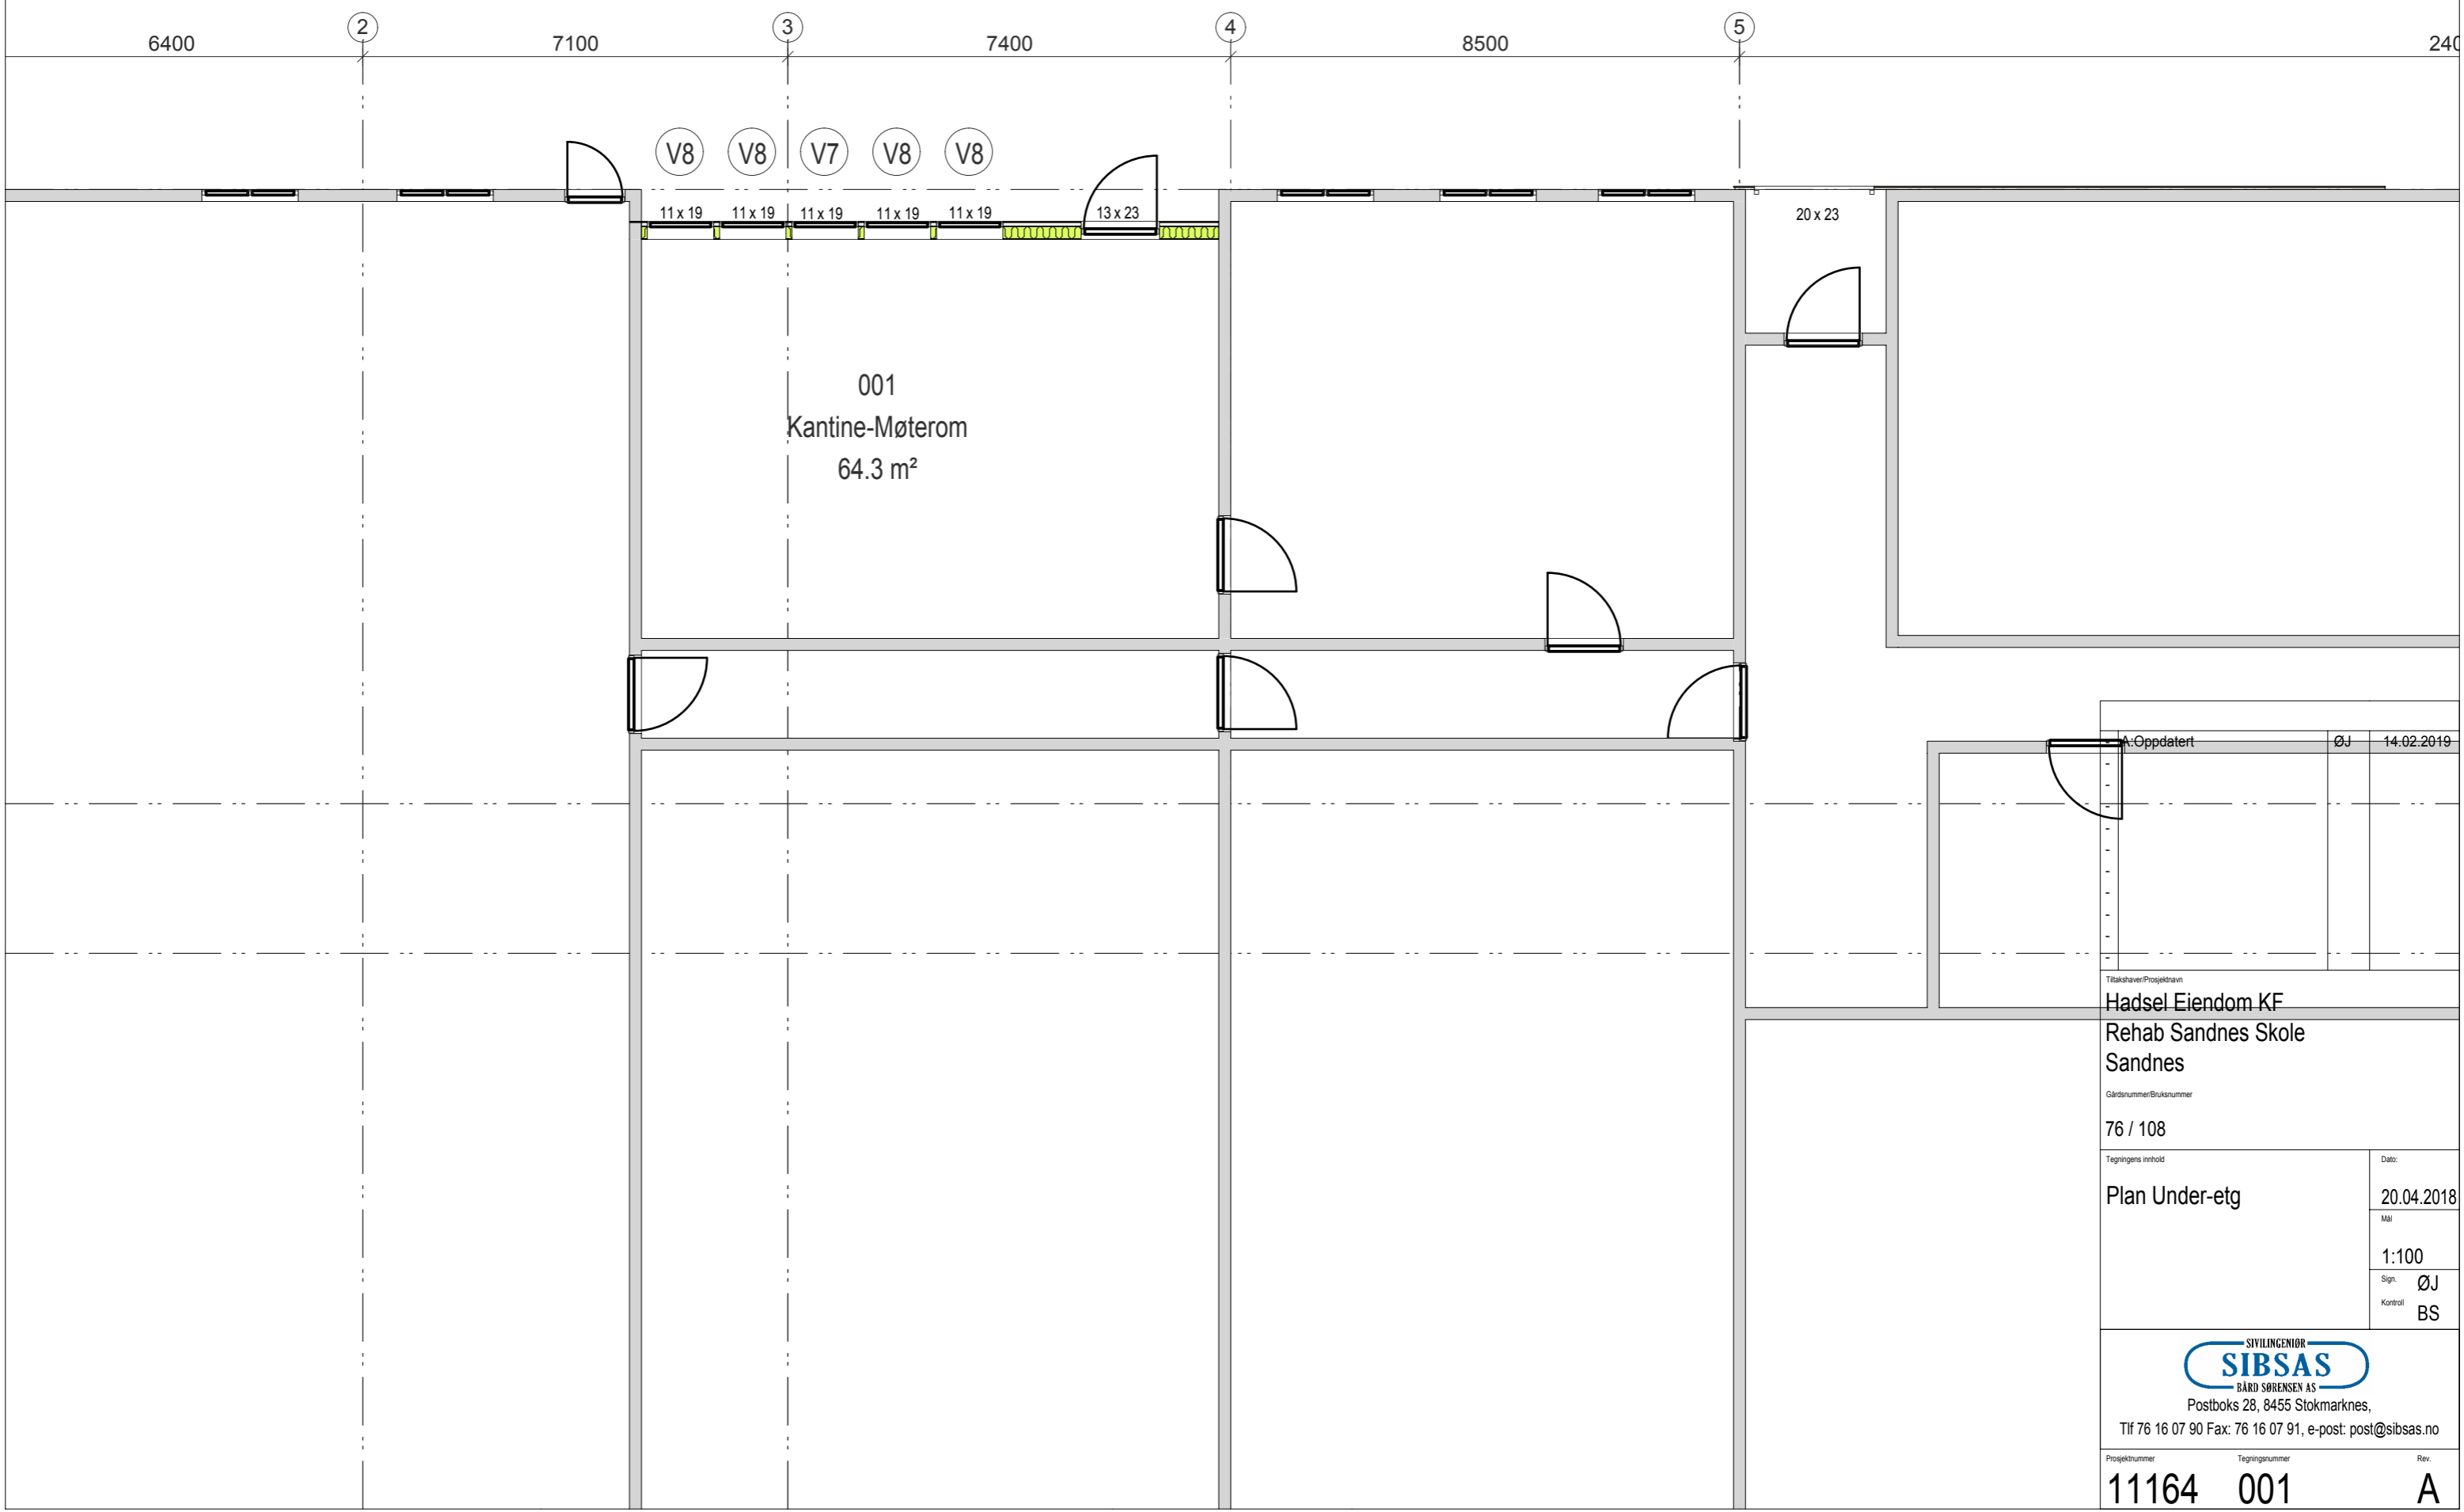 2
3
4
5
6400
7100
7400
8500
240
V8
V8
V7
V8
V8
11 x 19
11 x 19
11 x 19
11 x 19
11 x 19
13 x 23
20 x 23
001
Kantine-Møterom
64.3 m²
A:Oppdatert ØJ 14.02.2019
-
-
-
-
-
-
-
-
-
-
Tiltakshaver/Prosjektnavn
Hadsel Eiendom KF
Rehab Sandnes Skole
Sandnes
Gårdsnummer/Bruksnummer
76 / 108
Tegningens innhold
Plan Under-etg
Dato:
20.04.2018
Mål
1:100
Sign. ØJ
Kontroll BS
SIVILINGENIØR
SIBSAS
BÅRD SØRENSEN AS
Postboks 28, 8455 Stokmarknes,
Tlf 76 16 07 90 Fax: 76 16 07 91, e-post: post@sibsas.no
Prosjektnummer Tegningsnummer Rev.
11164 001 A